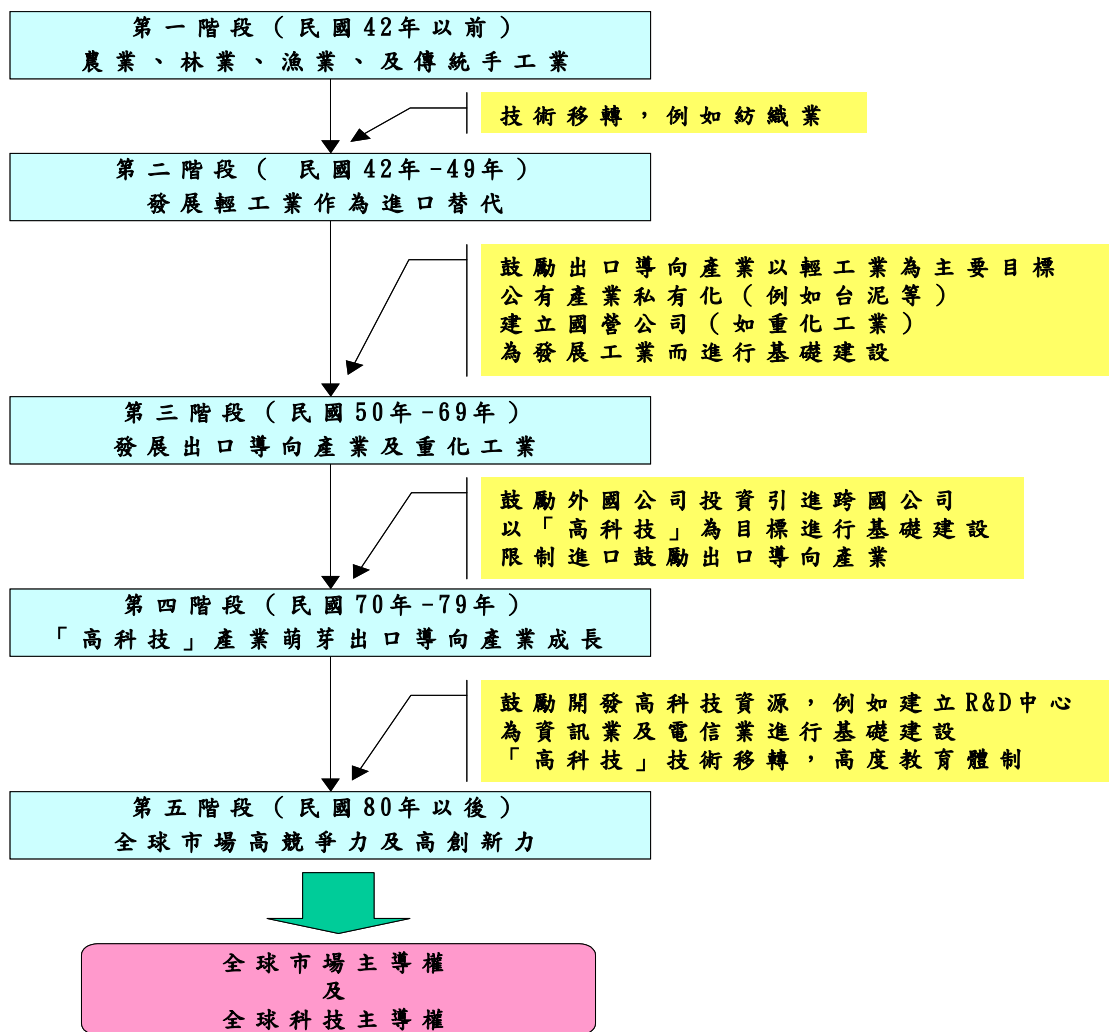 第一階段（民國42年以前）
農業、林業、漁業、及傳統手工業
技術移轉，例如紡織業
第二階段（ 民國42年-49年）
發展輕工業作為進口替代
鼓勵出口導向產業以輕工業為主要目標
公有產業私有化（例如台泥等）
建立國營公司（如重化工業）
為發展工業而進行基礎建設
第三階段（民國50年-69年）
發展出口導向產業及重化工業
鼓勵外國公司投資引進跨國公司
以「高科技」為目標進行基礎建設
限制進口鼓勵出口導向產業
第四階段（民國70年-79年）
「高科技」產業萌芽出口導向產業成長
鼓勵開發高科技資源，例如建立R&D中心
為資訊業及電信業進行基礎建設
「高科技」技術移轉，高度教育體制
第五階段（民國80年以後）
全球市場高競爭力及高創新力
全球市場主導權
及
全球科技主導權